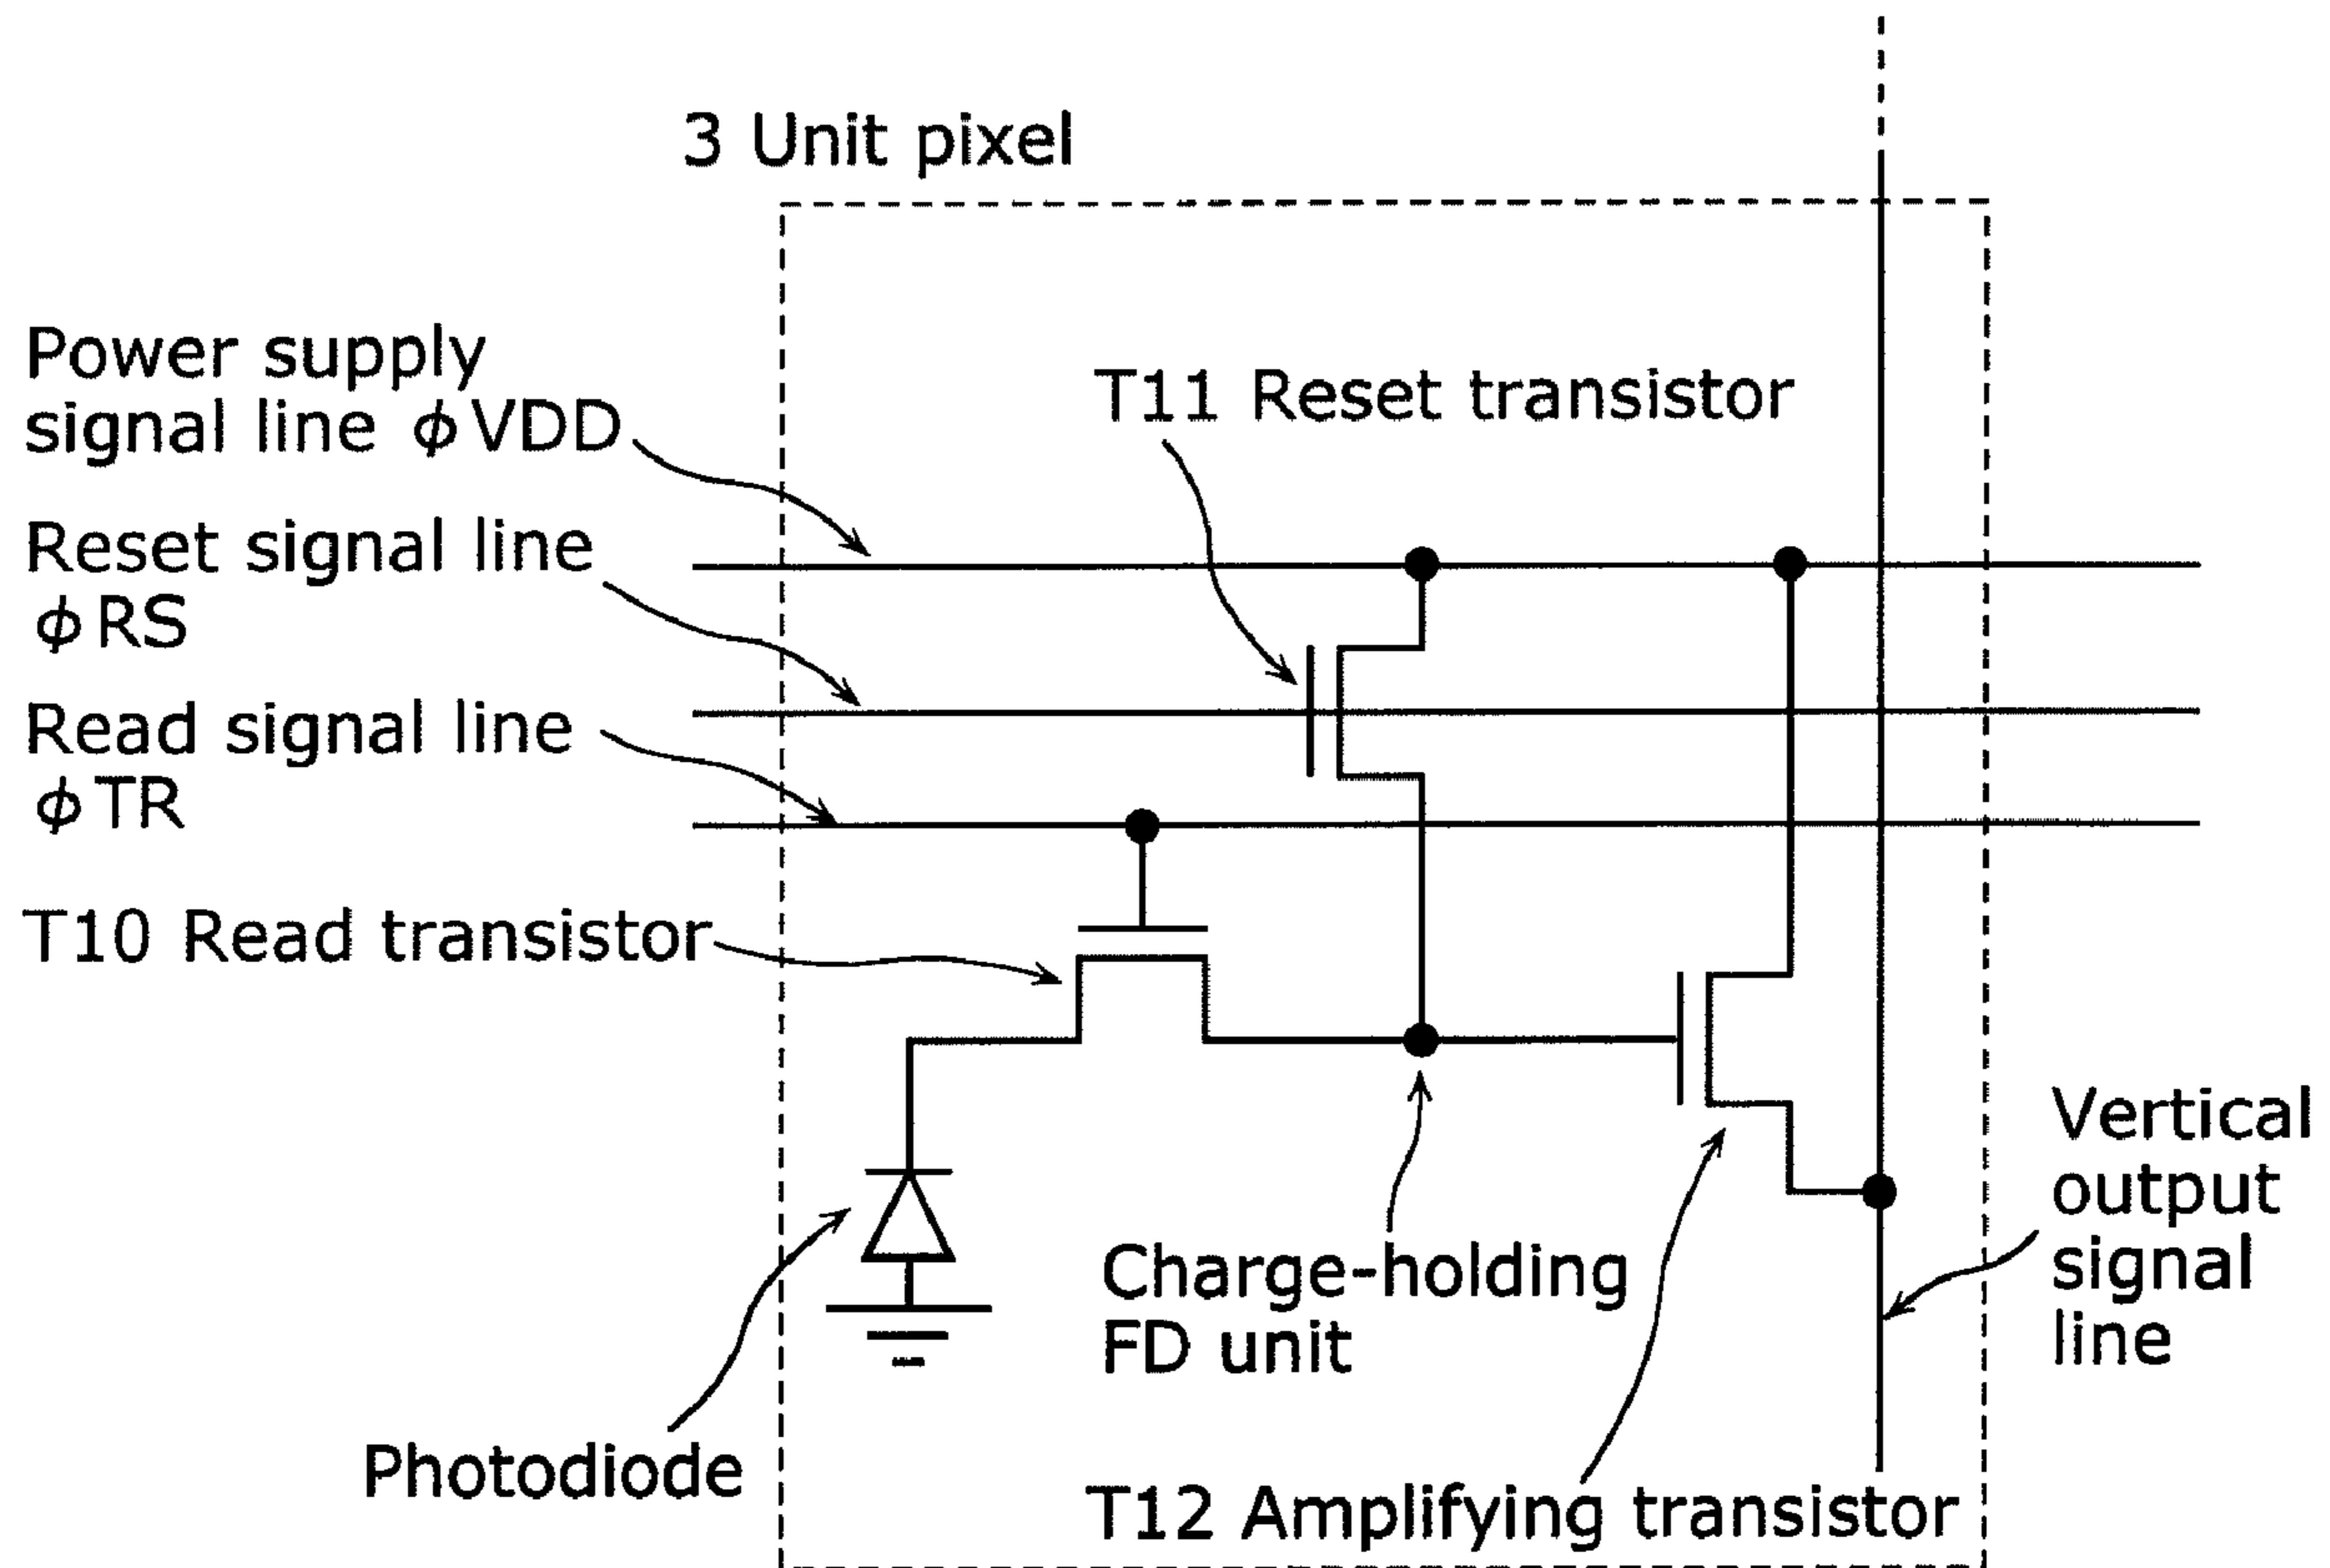 3 Unit pixel
Power supply
signal line ϕVDD
T11 Reset transistor
Reset signal line
ϕRS
Read signal line
ϕTR
T10 Read transistor
Vertical
output
signal
line
Charge-holding
FD unit
Photodiode
T12 Amplifying transistor